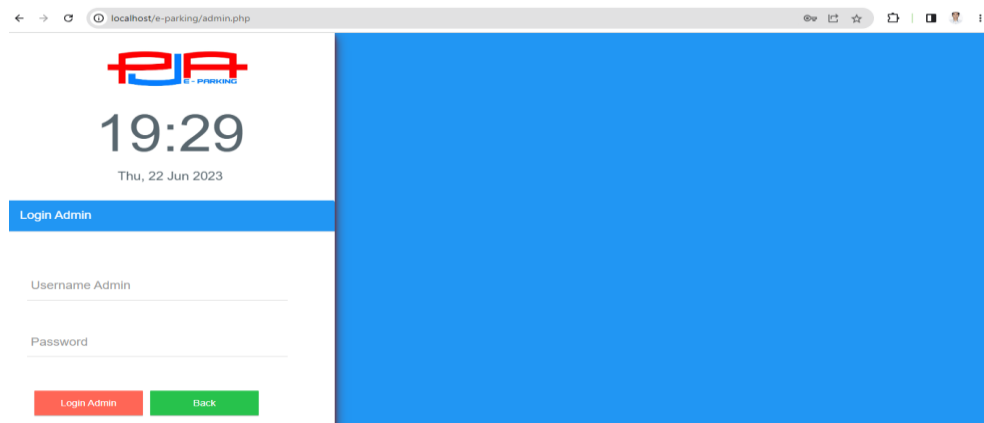 localhost/e-parking/admin.php
PJA
E - PARKING
19:29
Thu, 22 Jun 2023
Login Admin
Username Admin
Password
Login Admin Back